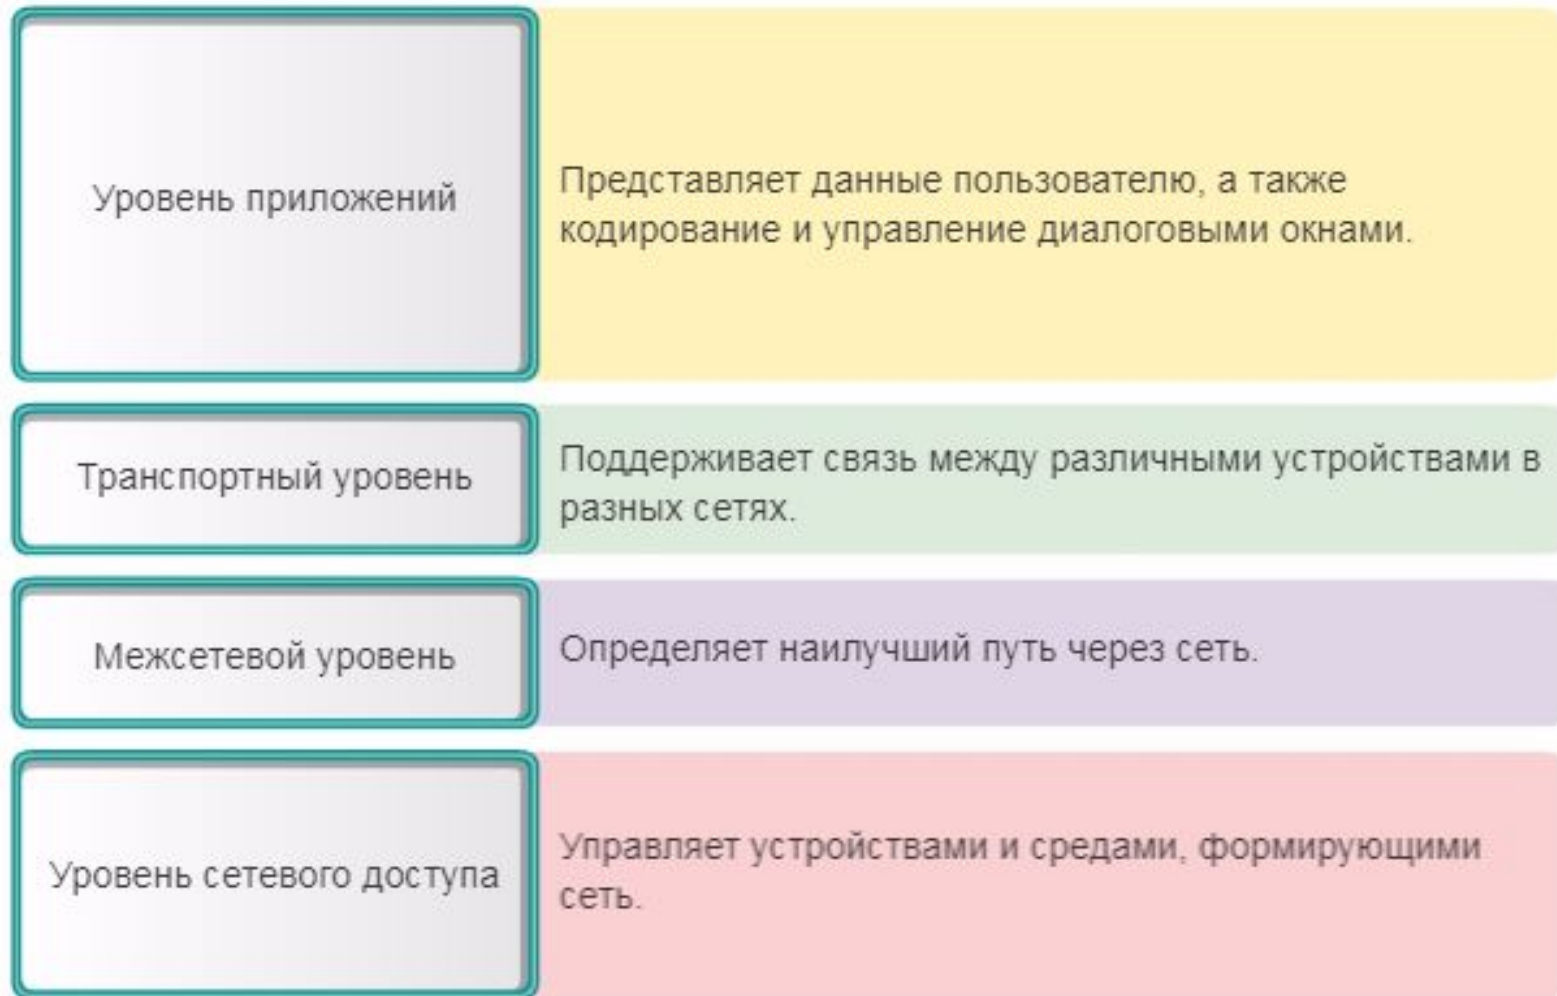 Уровень приложений
Представляет данные пользователю, а также
кодирование и управление диалоговыми окнами.
Транспортный уровень
Поддерживает связь между различными устройствами в
разных сетях.
Межсетевой уровень
Определяет наилучший путь через сеть.
Уровень сетевого доступа
Управляет устройствами и средами, формирующими
сеть.